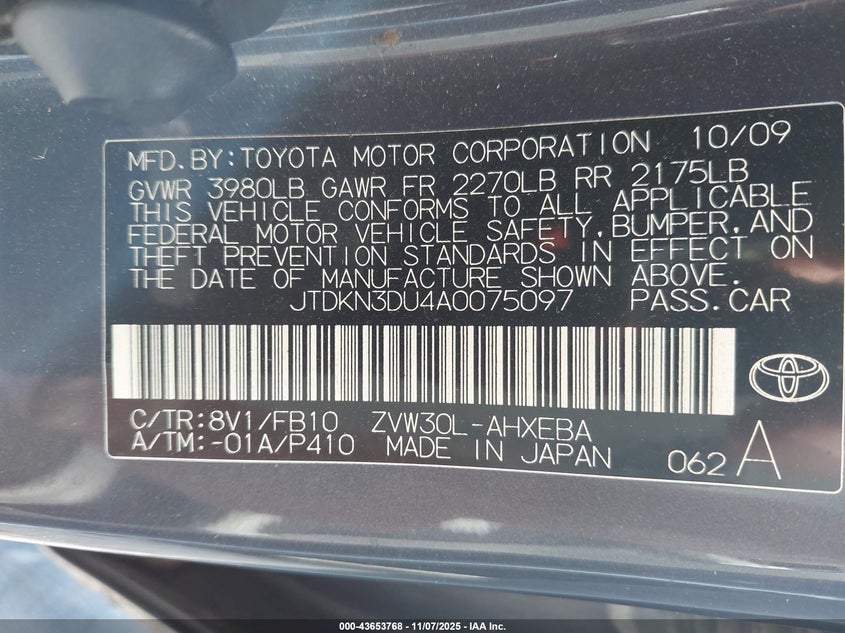 MFD.BY:TOYOTA MOTOR CORPORATION 10/09
GVWR 3980LB GAWR FR 2270LB RR 2175LB
THIS VEHICLE CONFORMS TO ALL APPLICABLE
FEDERAL MOTOR VEHICLE SAFETY,BUMPER,AND
THEFT PREVENTION STANDARDS IN EFFECT ON
THE DATE OF MANUFACTURE SHOWN ABOVE.
JTDKN3DU4A0075097 PASS.CAR
C/TR:8V1/FB10 ZVW30L-AHXEBA
A/TM:-01A/P410 MADE IN JAPAN 062 A
000-43653768 - 11/07/2025 - IAA Inc.